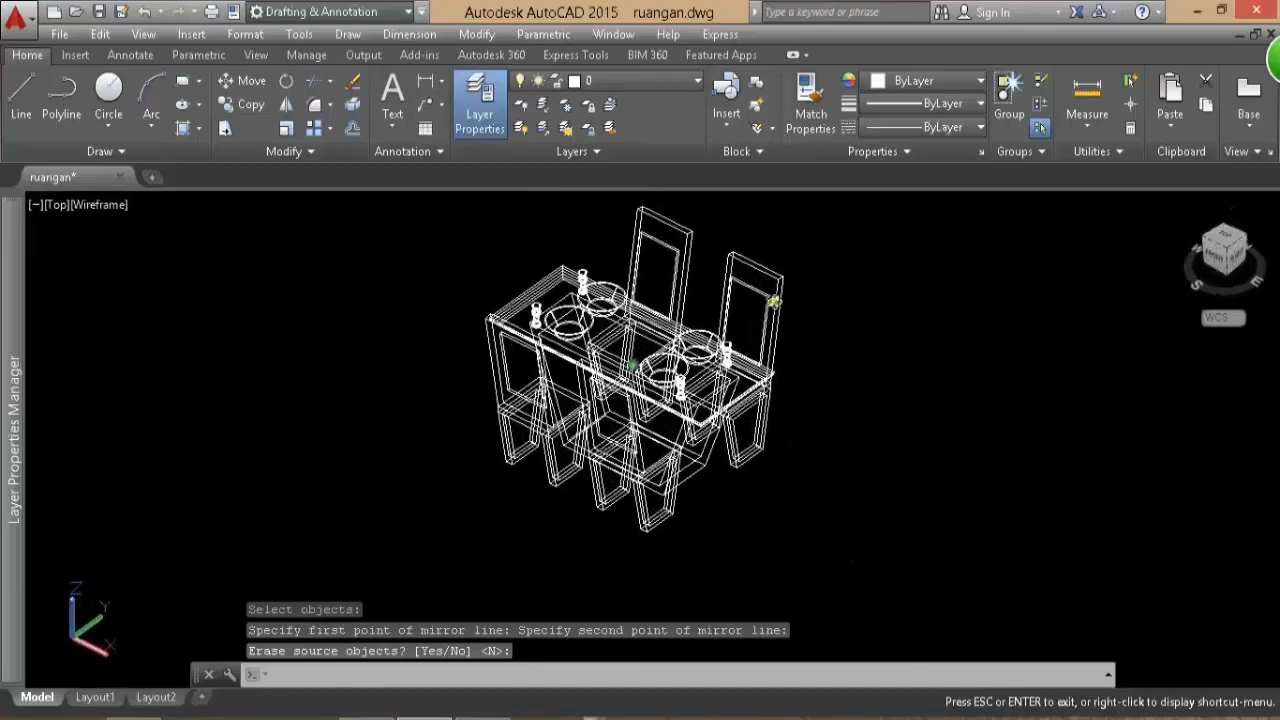 Drafting & Annotation
Autodesk AutoCAD 2015 ruangan.dwg
Type a keyword or phrase
Sign In
File Edit View Insert Format Tools Draw Dimension Modify Parametric Window Help Express
Home Insert Annotate Parametric View Manage Output Add-ins Autodesk 360 Express Tools BIM 360 Featured Apps
Line Polyline Circle Arc
Move
Copy
Text
Layer Properties
0
Insert
Match Properties
ByLayer
ByLayer
ByLayer
Group
Measure
Paste
Base
Draw Modify Annotation Layers Block Properties Groups Utilities Clipboard View
ruangan*
[−][Top][Wireframe]
TOP
S
E
WCS
Layer Properties Manager
Z
Y
X
Select objects:
Specify first point of mirror line: Specify second point of mirror line:
Erase source objects? [Yes/No] <N>:
Model Layout1 Layout2
Press ESC or ENTER to exit, or right-click to display shortcut-menu.